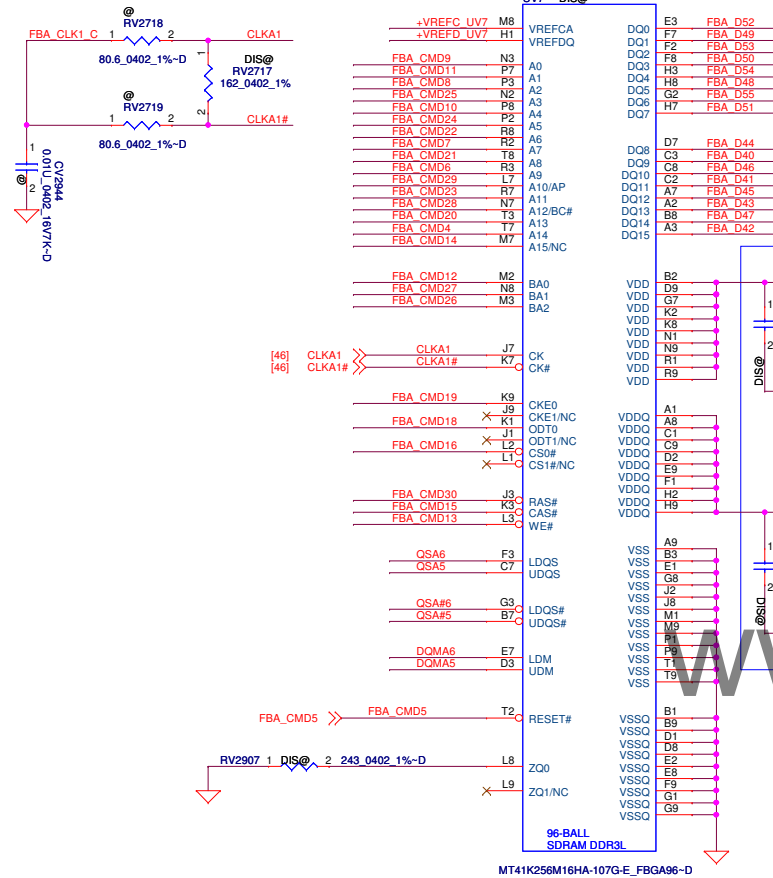 UV7 DIS@
@
RV2718
FBA_CLK1_C 1 2 CLKA1
80.6_0402_1%~D
1
DIS@
RV2717
162_0402_1%
2
@
RV2719
1 2 CLKA1#
80.6_0402_1%~D
1
CV2944
0.01U_0402_16V7K~D
@
2
+VREFC_UV7 M8 VREFCA
+VREFD_UV7 H1 VREFDQ
FBA_CMD9 N3 A0
FBA_CMD11 P7 A1
FBA_CMD8 P3 A2
FBA_CMD25 N2 A3
FBA_CMD10 P8 A4
FBA_CMD24 P2 A5
FBA_CMD22 R8 A6
FBA_CMD7 R2 A7
FBA_CMD21 T8 A8
FBA_CMD6 R3 A9
FBA_CMD29 L7 A10/AP
FBA_CMD23 R7 A11
FBA_CMD28 N7 A12/BC#
FBA_CMD20 T3 A13
FBA_CMD4 T7 A14
FBA_CMD14 M7 A15/NC
FBA_CMD12 M2 BA0
FBA_CMD27 N8 BA1
FBA_CMD26 M3 BA2
[46] CLKA1 CLKA1 J7 CK
[46] CLKA1# CLKA1# K7 CK#
FBA_CMD19 K9 CKE0
J9 CKE1/NC
FBA_CMD18 K1 ODT0
J1 ODT1/NC
FBA_CMD16 L2 CS0#
L1 CS1#/NC
FBA_CMD30 J3 RAS#
FBA_CMD15 K3 CAS#
FBA_CMD13 L3 WE#
QSA6 F3 LDQS
QSA5 C7 UDQS
QSA#6 G3 LDQS#
QSA#5 B7 UDQS#
DQMA6 E7 LDM
DQMA5 D3 UDM
FBA_CMD5 FBA_CMD5 T2 RESET#
RV2907 1 DIS@ 2 243_0402_1%~D L8 ZQ0
L9 ZQ1/NC
DQ0 E3 FBA_D52
DQ1 F7 FBA_D49
DQ2 F2 FBA_D53
DQ3 F8 FBA_D50
DQ4 H3 FBA_D54
DQ5 H8 FBA_D48
DQ6 G2 FBA_D55
DQ7 H7 FBA_D51
DQ8 D7 FBA_D44
DQ9 C3 FBA_D40
DQ10 C8 FBA_D46
DQ11 C2 FBA_D41
DQ12 A7 FBA_D45
DQ13 A2 FBA_D43
DQ14 B8 FBA_D47
DQ15 A3 FBA_D42
VDD B2
VDD D9
VDD G7
VDD K2
VDD K8
VDD N1
VDD N9
VDD R1
VDD R9
VDDQ A1
VDDQ A8
VDDQ C1
VDDQ C9
VDDQ D2
VDDQ E9
VDDQ F1
VDDQ H2
VDDQ H9
VSS A9
VSS B3
VSS E1
VSS G8
VSS J2
VSS J8
VSS M1
VSS M9
VSS P1
VSS P9
VSS T1
VSS T9
VSSQ B1
VSSQ B9
VSSQ D1
VSSQ D8
VSSQ E2
VSSQ E8
VSSQ F9
VSSQ G1
VSSQ G9
1
2
DIS@
1
2
DIS@
96-BALL
SDRAM DDR3L
MT41K256M16HA-107G-E_FBGA96~D